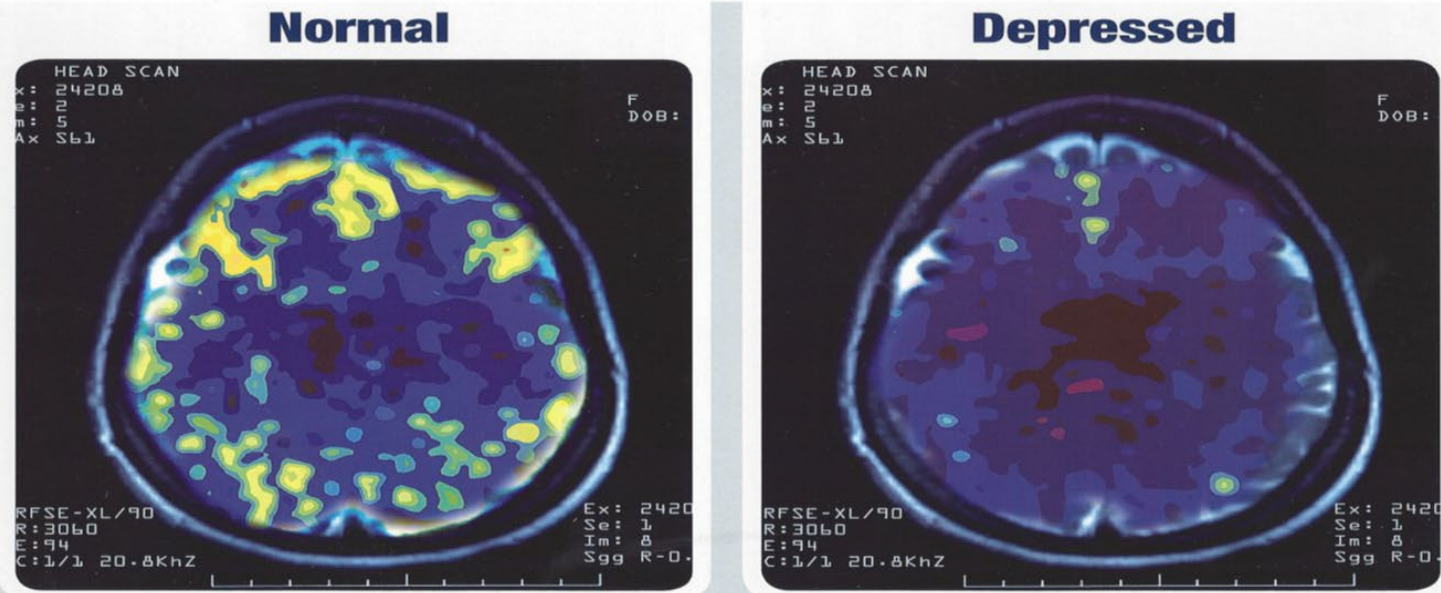 Normal
HEAD SCAN
x: 24208
e: 2
m: 5
Ax S61
F
DOB:
RFSE-XL/90
R:3060
E:94
C:1/1 20.8KhZ
Ex: 2420
Se: 1
Im: 8
Sgg R-0.
Depressed
HEAD SCAN
x: 24208
e: 2
m: 5
Ax S61
F
DOB:
RFSE-XL/90
R:3060
E:94
C:1/1 20.8KhZ
Ex: 2420
Se: 1
Im: 8
Sgg R-0.